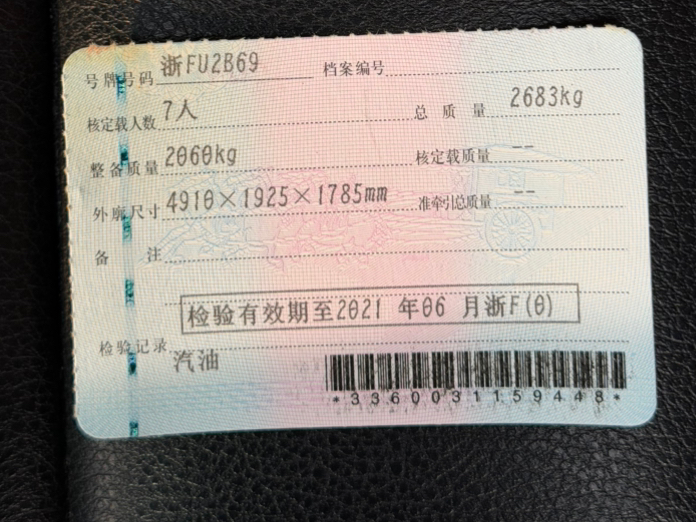 号牌号码 浙FU2B69 档案编号
核定载人数 7人 总质量 2683kg
整备质量 2060kg 核定载质量 --
外廓尺寸 4910×1925×1785mm 准牵引总质量 --
备注
检验有效期至2021 年06 月浙F(0)
检验记录
汽油
*3360031159448*